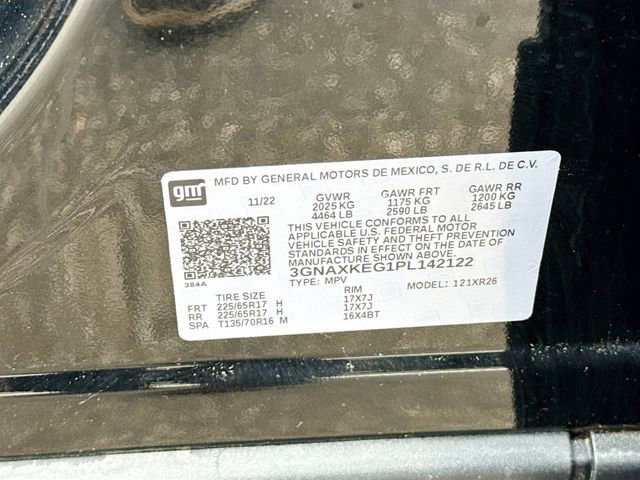 gm
MFD BY GENERAL MOTORS DE MEXICO, S. DE R.L. DE C.V.
11/22 GVWR GAWR FRT GAWR RR
2025 KG 1175 KG 1200 KG
4464 LB 2590 LB 2645 LB
THIS VEHICLE CONFORMS TO ALL
APPLICABLE U.S. FEDERAL MOTOR
VEHICLE SAFETY AND THEFT PREVENTION
STANDARDS IN EFFECT ON THE DATE OF
MANUFACTURE SHOWN ABOVE.
3GNAXKEG1PL142122
TYPE: MPV MODEL: 121XR26
384A
TIRE SIZE RIM
FRT 225/65R17 H 17X7J
RR 225/65R17 H 17X7J
SPA T135/70R16 M 16X4BT